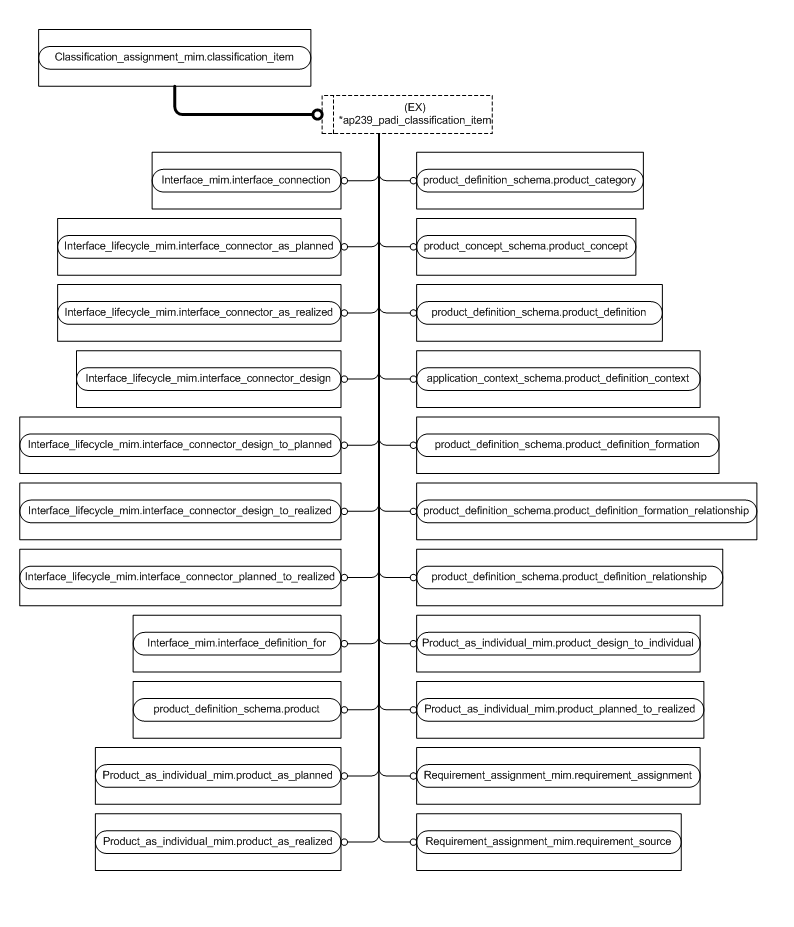 Classification_assignment_mim.classification_item
(EX)
*ap239_padi_classification_item
Interface_mim.interface_connection
product_definition_schema.product_category
Interface_lifecycle_mim.interface_connector_as_planned
product_concept_schema.product_concept
Interface_lifecycle_mim.interface_connector_as_realized
product_definition_schema.product_definition
Interface_lifecycle_mim.interface_connector_design
application_context_schema.product_definition_context
Interface_lifecycle_mim.interface_connector_design_to_planned
product_definition_schema.product_definition_formation
Interface_lifecycle_mim.interface_connector_design_to_realized
product_definition_schema.product_definition_formation_relationship
Interface_lifecycle_mim.interface_connector_planned_to_realized
product_definition_schema.product_definition_relationship
Interface_mim.interface_definition_for
Product_as_individual_mim.product_design_to_individual
product_definition_schema.product
Product_as_individual_mim.product_planned_to_realized
Product_as_individual_mim.product_as_planned
Requirement_assignment_mim.requirement_assignment
Product_as_individual_mim.product_as_realized
Requirement_assignment_mim.requirement_source